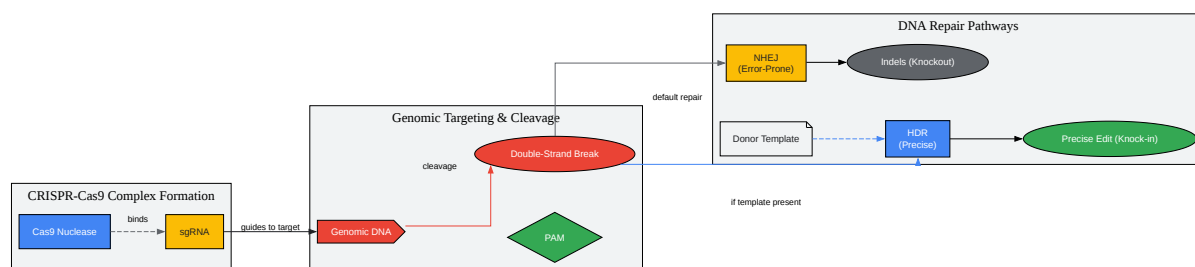 CRISPR-Cas9 Complex Formation
Cas9 Nuclease
binds
sgRNA
guides to target
Genomic Targeting & Cleavage
Genomic DNA
cleavage
Double-Strand Break
PAM
default repair
if template present
DNA Repair Pathways
NHEJ
(Error-Prone)
Indels (Knockout)
Donor Template
HDR
(Precise)
Precise Edit (Knock-in)